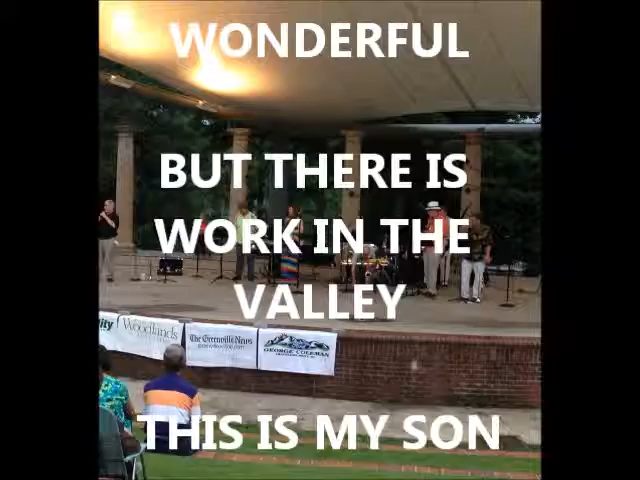 WONDERFUL
BUT THERE IS
WORK IN THE
VALLEY
Woodlands
The Greenville News
GEORGE COLEMAN
THIS IS MY SON